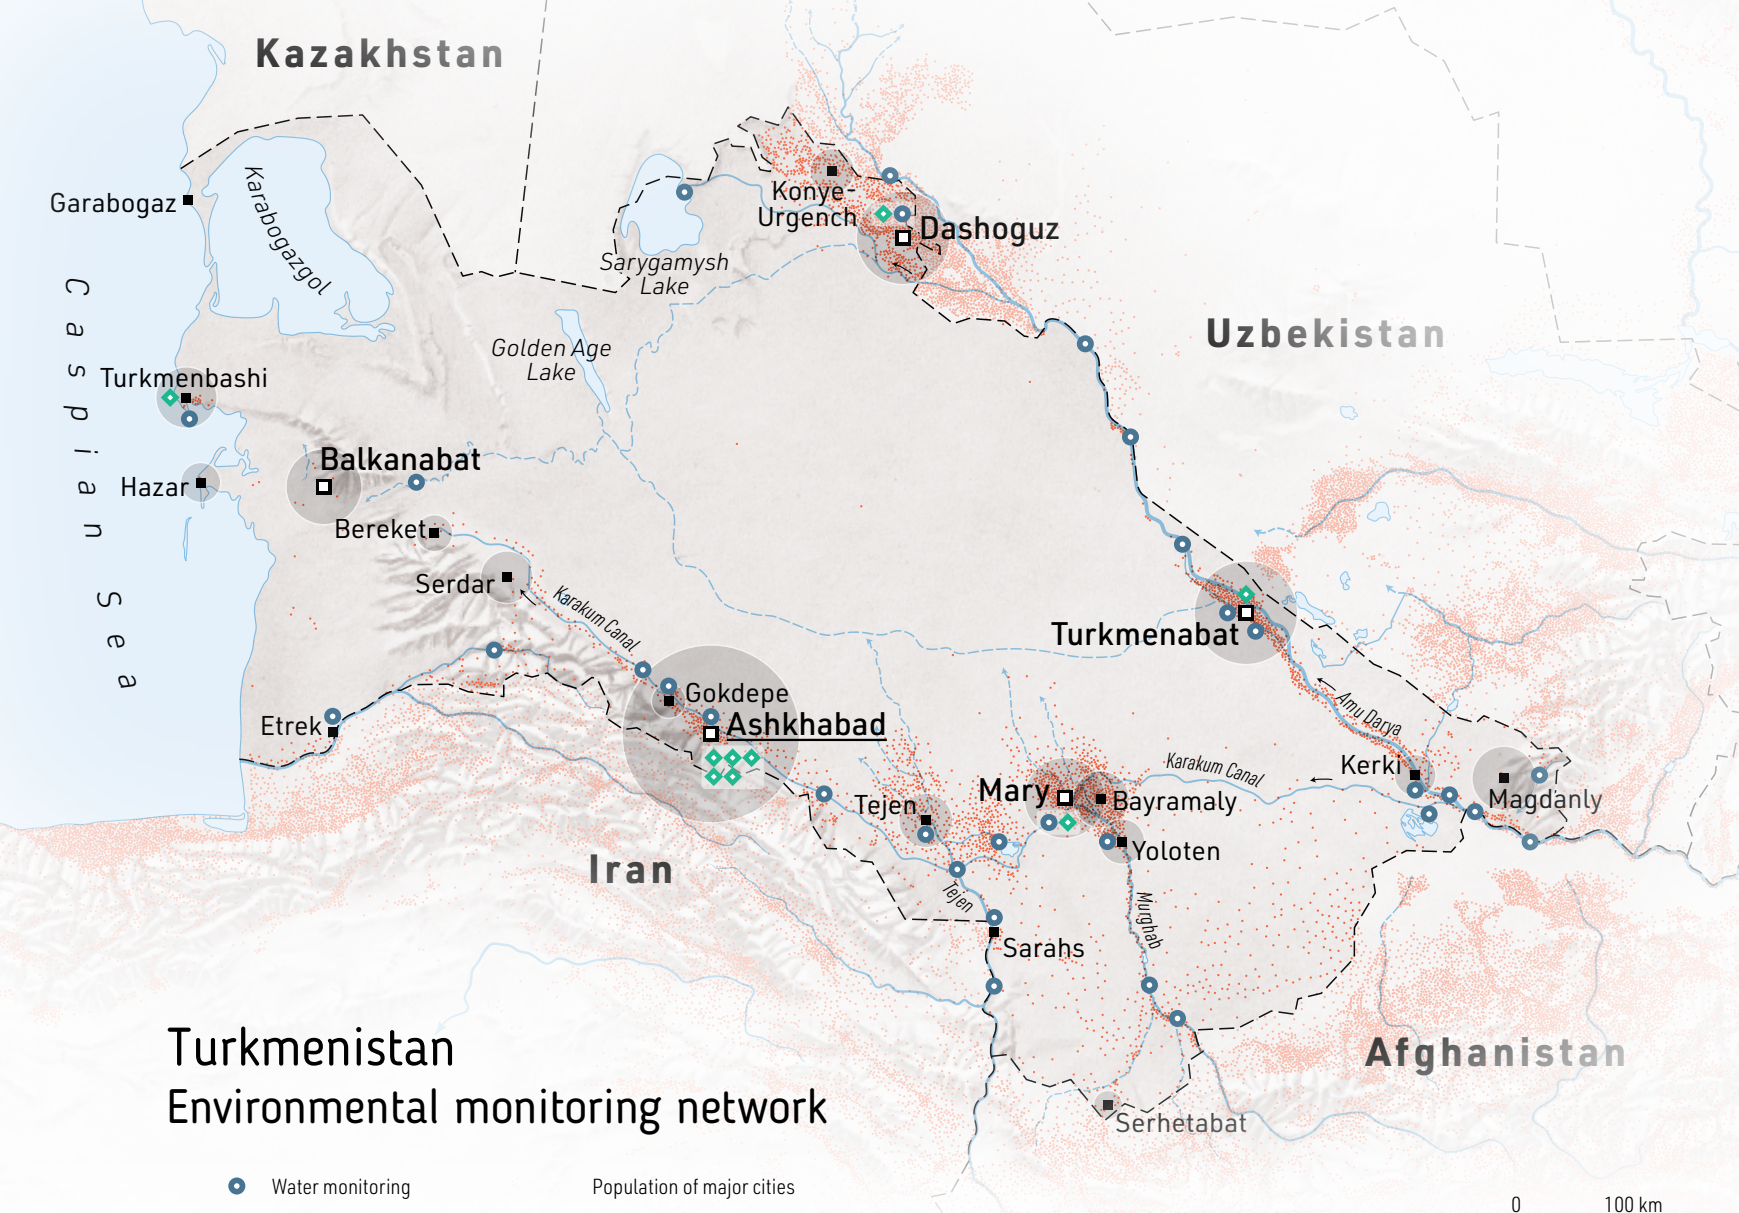 Kazakhstan
Garabogaz
Karabogazgol
Caspian Sea
Konye-
Urgench
Dashoguz
Sarygamysh
Lake
Golden Age
Lake
Uzbekistan
Turkmenbashi
Balkanabat
Hazar
Bereket
Serdar
Karakum Canal
Turkmenabat
Gokdepe
Ashkhabad
Etrek
Amu Darya
Karakum Canal
Kerki
Magdanly
Mary
Bayramaly
Tejen
Yoloten
Iran
Tejen
Murghab
Sarahs
Afghanistan
Serhetabat
Turkmenistan
Environmental monitoring network
Water monitoring
Population of major cities
0 100 km